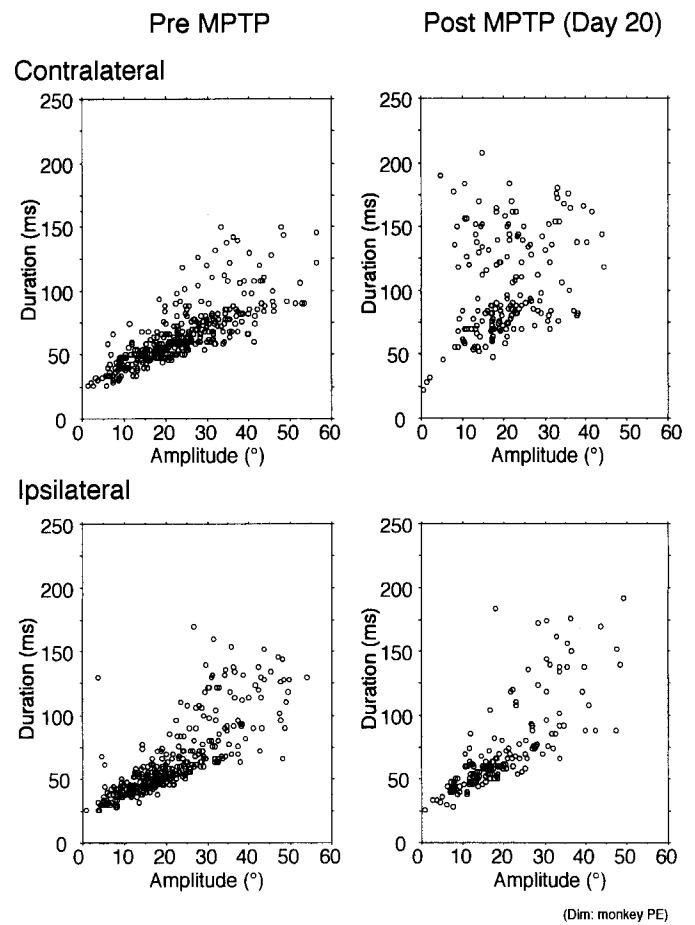 Pre MPTP
Post MPTP (Day 20)
Contralateral
250
200
150
100
50
0
Duration (ms)
0 10 20 30 40 50 60
Amplitude (°)
250
200
150
100
50
0
Duration (ms)
0 10 20 30 40 50 60
Amplitude (°)
Ipsilateral
250
200
150
100
50
0
Duration (ms)
0 10 20 30 40 50 60
Amplitude (°)
250
200
150
100
50
0
Duration (ms)
0 10 20 30 40 50 60
Amplitude (°)
(Dim: monkey PE)